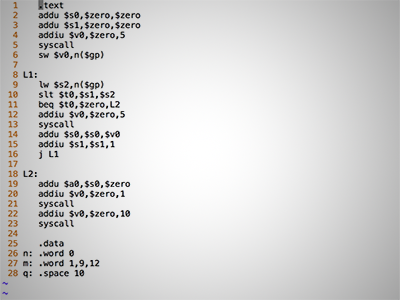 1 .text
2 addu $s0,$zero,$zero
3 addu $s1,$zero,$zero
4 addiu $v0,$zero,5
5 syscall
6 sw $v0,n($gp)
7
8 L1:
9 lw $s2,n($gp)
10 slt $t0,$s1,$s2
11 beq $t0,$zero,L2
12 addiu $v0,$zero,5
13 syscall
14 addu $s0,$s0,$v0
15 addiu $s1,$s1,1
16 j L1
17
18 L2:
19 addu $a0,$s0,$zero
20 addiu $v0,$zero,1
21 syscall
22 addiu $v0,$zero,10
23 syscall
24
25 .data
26 n: .word 0
27 m: .word 1,9,12
28 q: .space 10
~
~